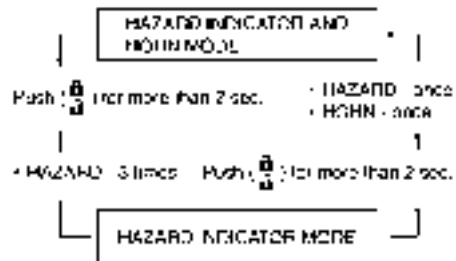 HAZARD INDICATOR AND
HORN MODE
Push ( ) for more than 2 sec.
• HAZARD - once
• HORN - once
• HAZARD - 3 times
Push ( ) for more than 2 sec.
HAZARD INDICATOR MODE